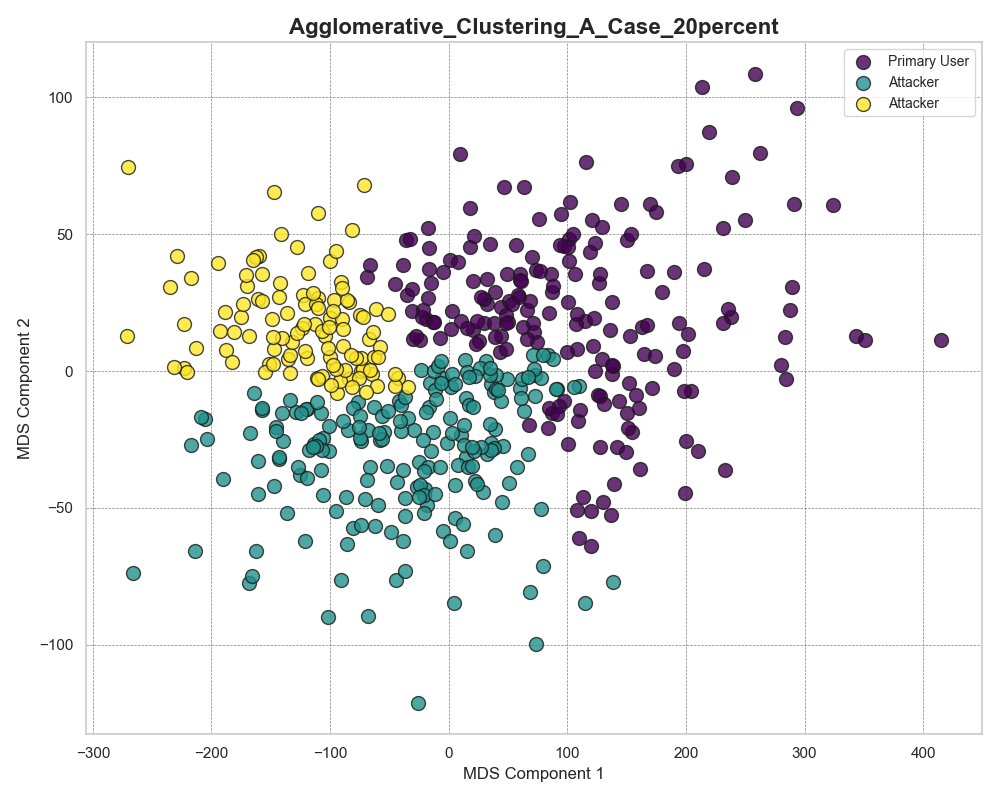 Agglomerative_Clustering_A_Case_20percent
Primary User
Attacker
Attacker
100
50
0
−50
−100
MDS Component 2
−300
−200
−100
0
100
200
300
400
MDS Component 1